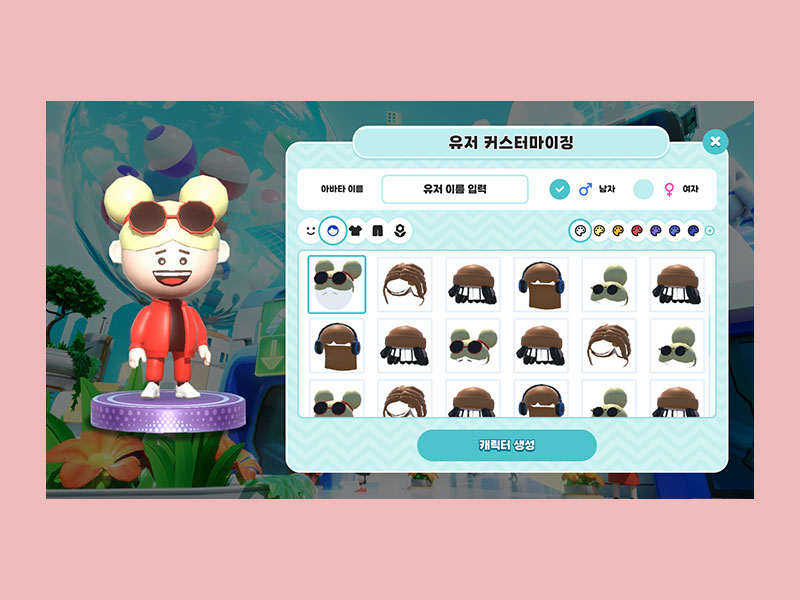 유저 커스터마이징
아바타 이름
유저 이름 입력
남자
여자
캐릭터 생성